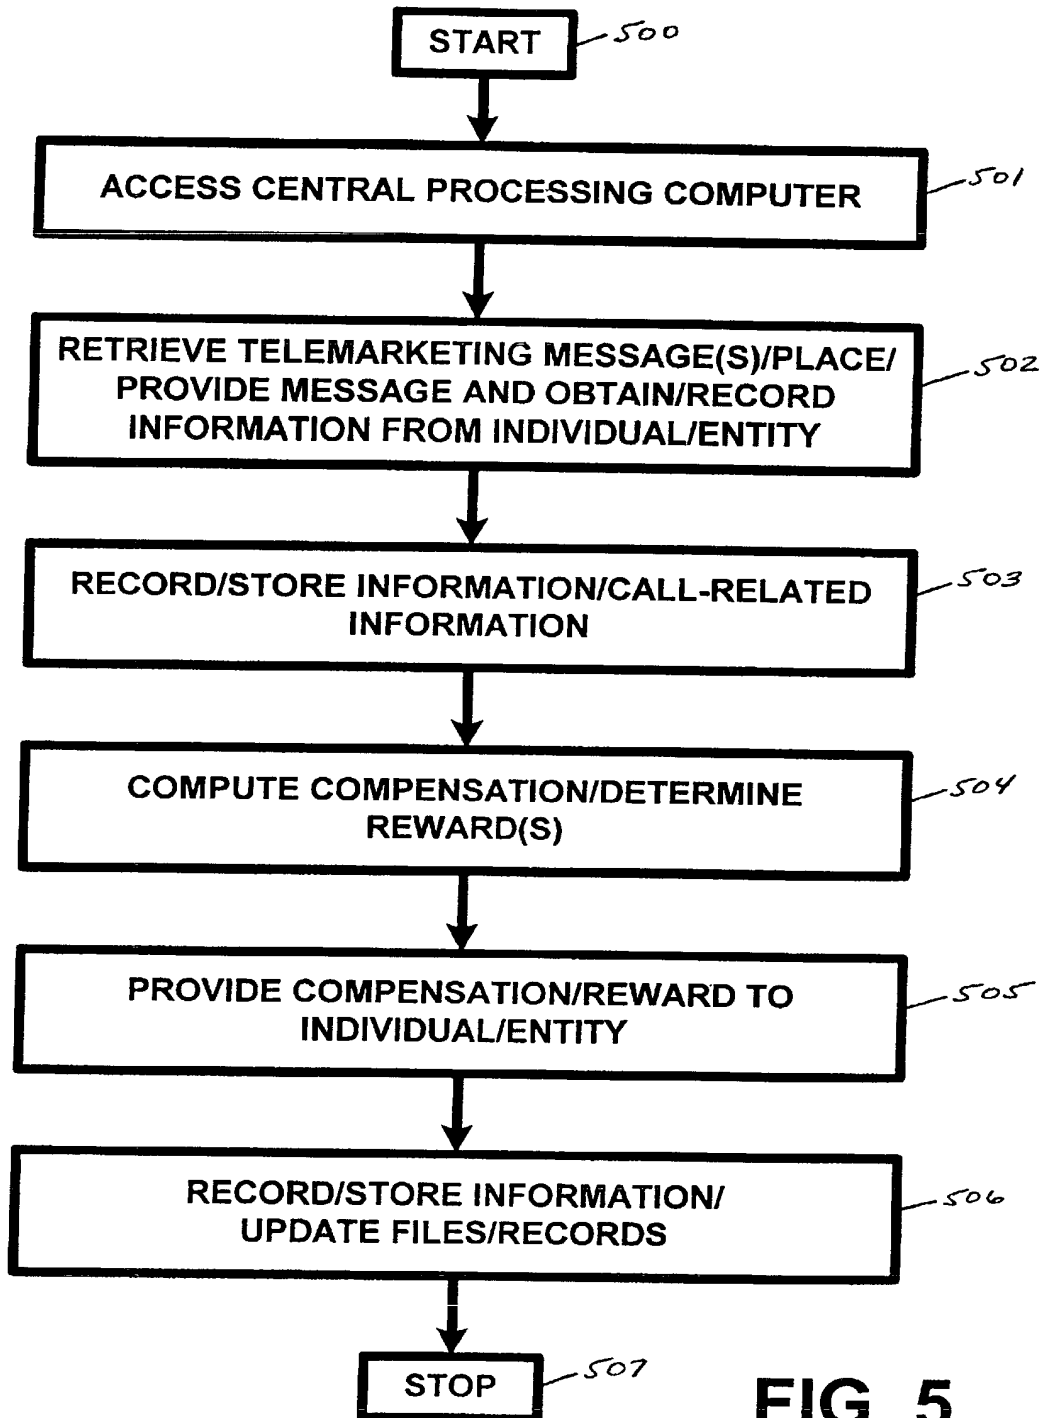 START
500
ACCESS CENTRAL PROCESSING COMPUTER
501
RETRIEVE TELEMARKETING MESSAGE(S)/PLACE/
PROVIDE MESSAGE AND OBTAIN/RECORD
INFORMATION FROM INDIVIDUAL/ENTITY
502
RECORD/STORE INFORMATION/CALL-RELATED
INFORMATION
503
COMPUTE COMPENSATION/DETERMINE
REWARD(S)
504
PROVIDE COMPENSATION/REWARD TO
INDIVIDUAL/ENTITY
505
RECORD/STORE INFORMATION/
UPDATE FILES/RECORDS
506
STOP
507
FIG. 5